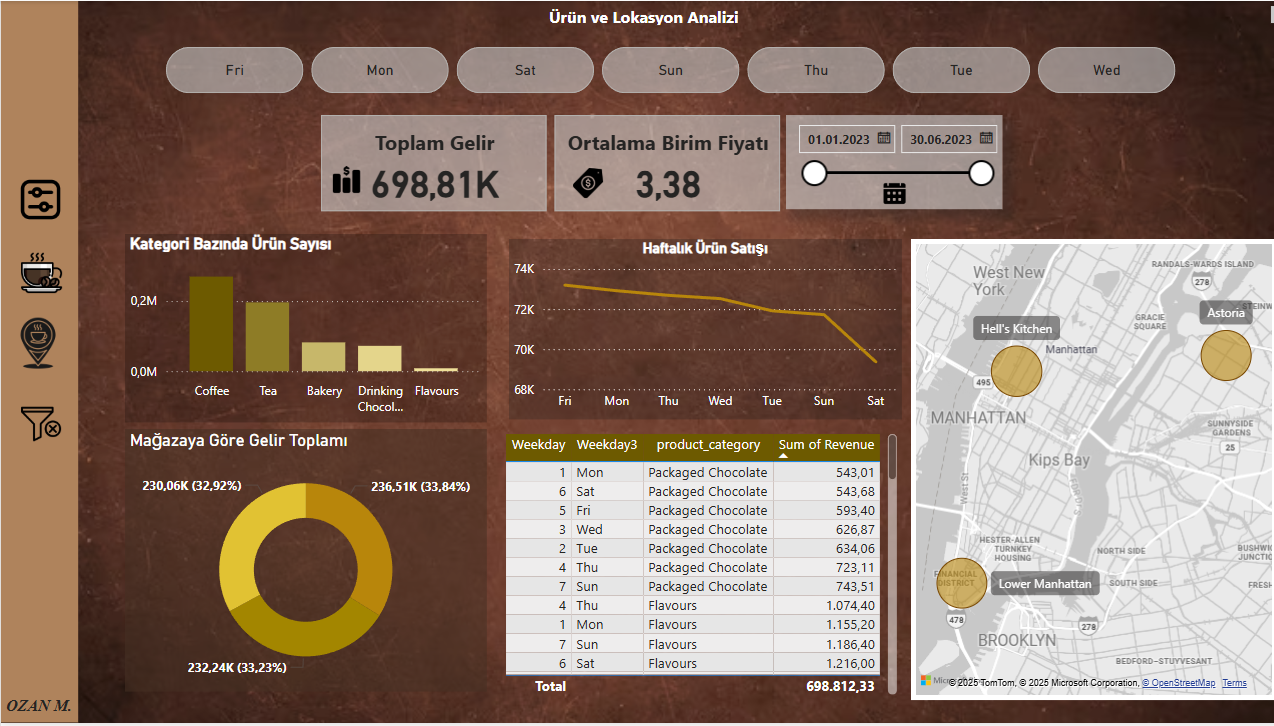 Ürün ve Lokasyon Analizi
Fri
Mon
Sat
Sun
Thu
Tue
Wed
Toplam Gelir
698,81K
Ortalama Birim Fiyatı
3,38
01.01.2023
30.06.2023
Kategori Bazında Ürün Sayısı
0,2M
0,0M
Coffee
Tea
Bakery
Drinking
Chocol...
Flavours
Haftalık Ürün Satışı
74K
72K
70K
68K
Fri Mon Thu Wed Tue Sun Sat
Mağazaya Göre Gelir Toplamı
230,06K (32,92%)
236,51K (33,84%)
232,24K (33,23%)
Weekday Weekday3 product_category Sum of Revenue
1 Mon Packaged Chocolate 543,01
6 Sat Packaged Chocolate 543,68
5 Fri Packaged Chocolate 593,40
3 Wed Packaged Chocolate 626,87
2 Tue Packaged Chocolate 634,06
4 Thu Packaged Chocolate 723,11
7 Sun Packaged Chocolate 743,51
4 Thu Flavours 1.074,40
1 Mon Flavours 1.155,20
7 Sun Flavours 1.186,40
6 Sat Flavours 1.216,00
Total 698.812,33
West New
York
RANDALS-WARDS ISLAND
278
Astoria
GRACIE
SQUARE
Hell's Kitchen
Manhattan
495
MANHATTAN
SUNNYSIDE
GARDENS
25
Kips Bay
West St
HESTER-ALLEN
TURNKEY
HOUSING
NORTH SIDE
FINANCIAL
DISTRICT
Lower Manhattan
SOUTH SIDE
478
278
BROOKLYN
BEDFORD-STUYVESANT
© 2025 TomTom, © 2025 Microsoft Corporation, © OpenStreetMap Terms
OZAN M.